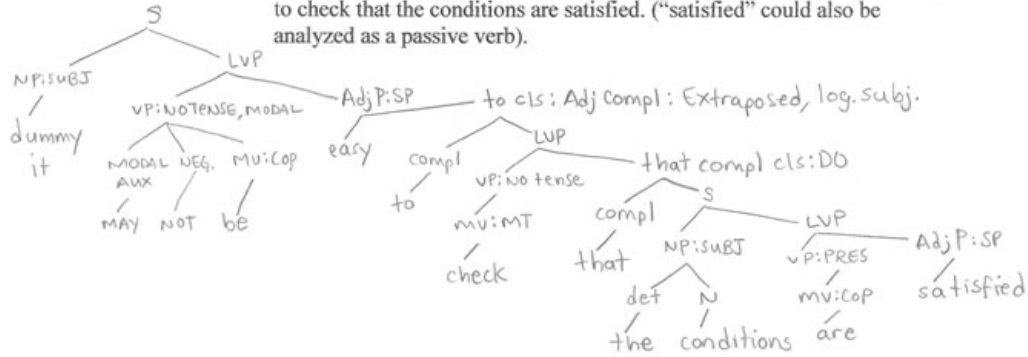 to check that the conditions are satisfied. (“satisfied” could also be
analyzed as a passive verb).
S
NP:SUBJ
LVP
dummy
it
VP:NOTENSE, MODAL
AdjP:SP
to cls: Adj Compl: Extraposed, log. subj.
MODAL
AUX
NEG.
MV:COP
easy
MAY
NOT
be
compl
to
LVP
VP:NO tense
mv:MT
check
that compl cls:DO
compl
that
S
NP:SUBJ
LVP
det
N
the
conditions
VP:PRES
mv:cop
are
AdjP:SP
satisfied